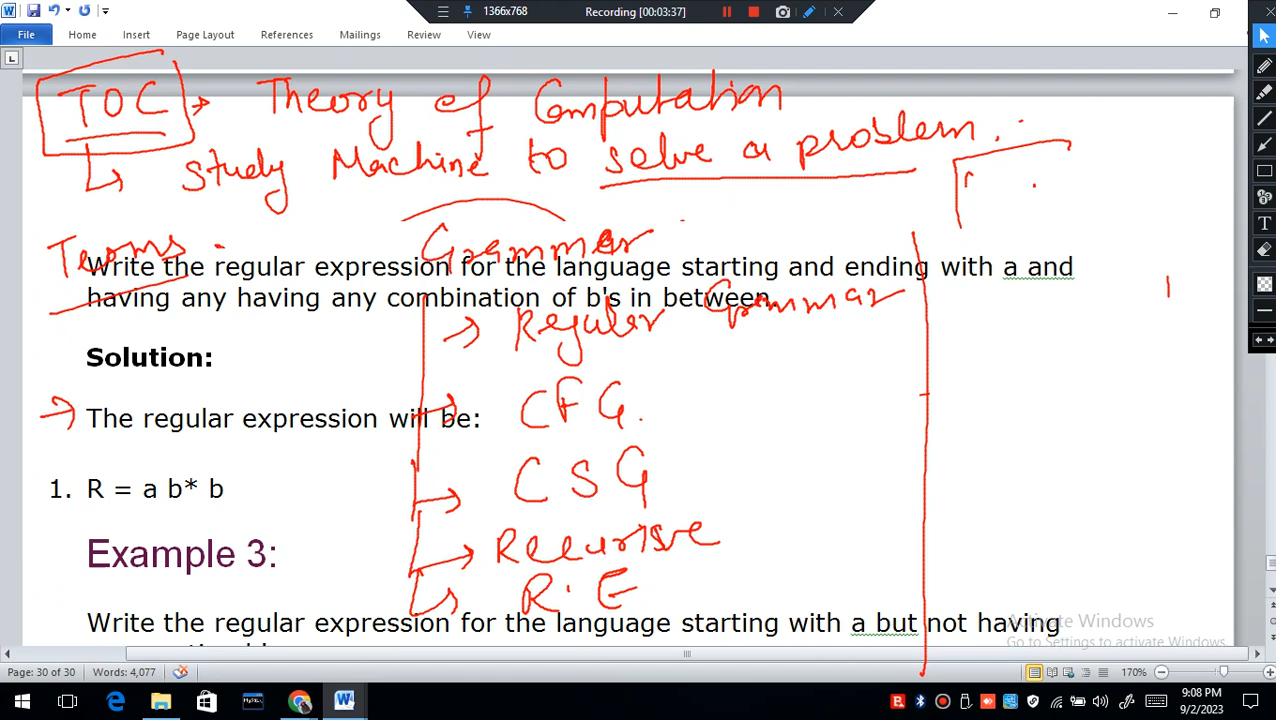 1366x768
Recording [00:03:37]
File Home Insert Page Layout References Mailings Review View
TOC → Theory of Computation
Study Machine to solve a problem.
Terms
Grammar
Write the regular expression for the language starting and ending with a and
having any having any combination of b's in between.
Regular Grammar
Solution:
CFG.
The regular expression will be:
CSG
1. R = a b* b
Recurisve
Example 3:
R.E
Write the regular expression for the language starting with a but not having
Activate Windows
Go to Settings to activate Windows.
Page: 30 of 30 Words: 4,077 170%
9:08 PM
9/2/2023